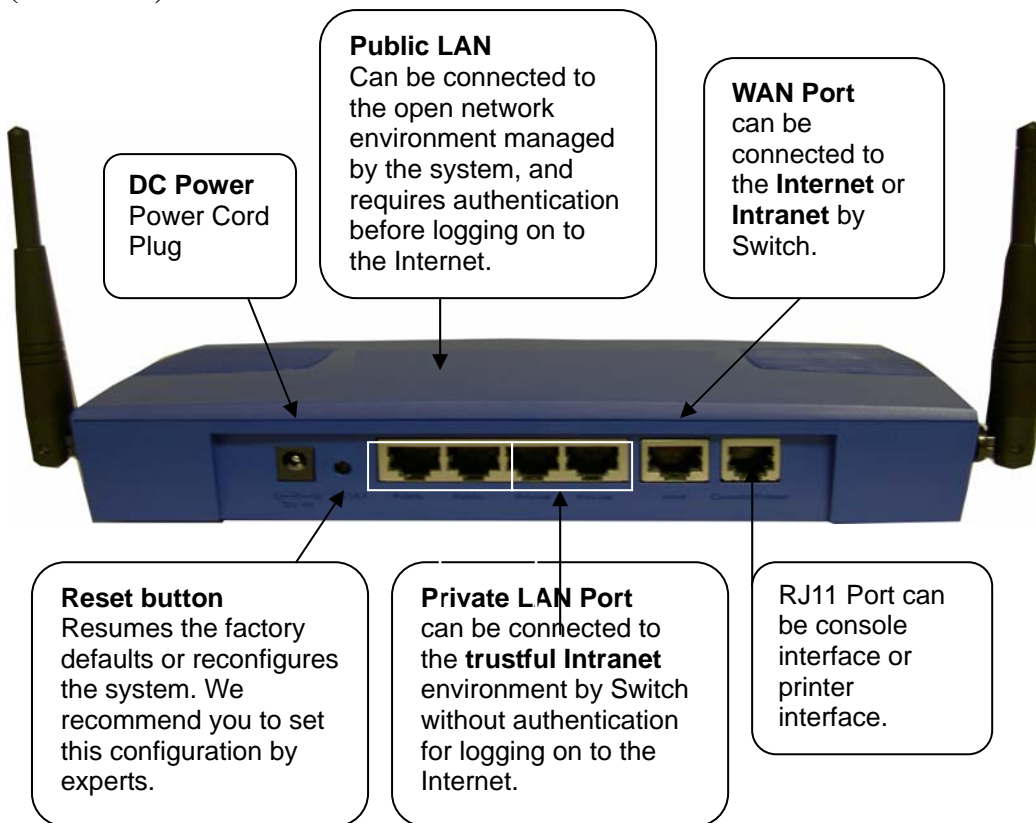 Public LAN
Can be connected to
the open network
environment managed
by the system, and
requires authentication
before logging on to
the Internet.
WAN Port
can be
connected to
the Internet or
Intranet by
Switch.
DC Power
Power Cord
Plug
Reset button
Resumes the factory
defaults or reconfigures
the system. We
recommend you to set
this configuration by
experts.
Private LAN Port
can be connected to
the trustful Intranet
environment by Switch
without authentication
for logging on to the
Internet.
RJ11 Port can
be console
interface or
printer
interface.